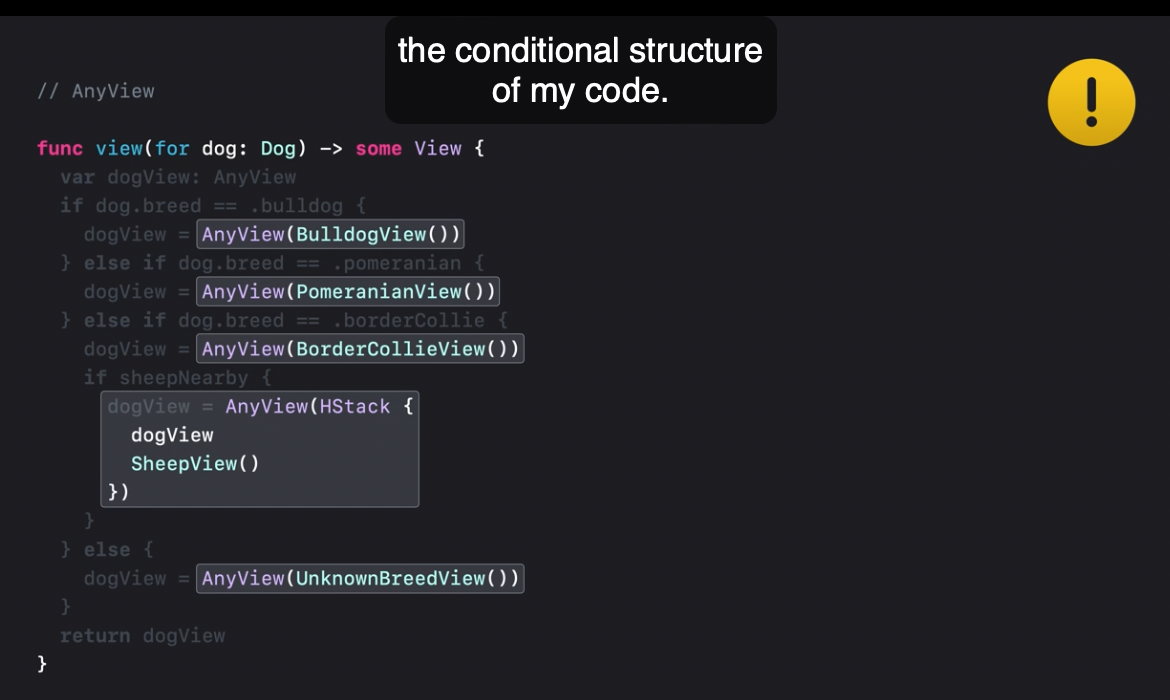 the conditional structure
of my code.
// AnyView
func view(for dog: Dog) -> some View {
  var dogView: AnyView
  if dog.breed == .bulldog {
    dogView = AnyView(BulldogView())
  } else if dog.breed == .pomeranian {
    dogView = AnyView(PomeranianView())
  } else if dog.breed == .borderCollie {
    dogView = AnyView(BorderCollieView())
    if sheepNearby {
      dogView = AnyView(HStack {
        dogView
        SheepView()
      })
    }
  } else {
    dogView = AnyView(UnknownBreedView())
  }
  return dogView
}